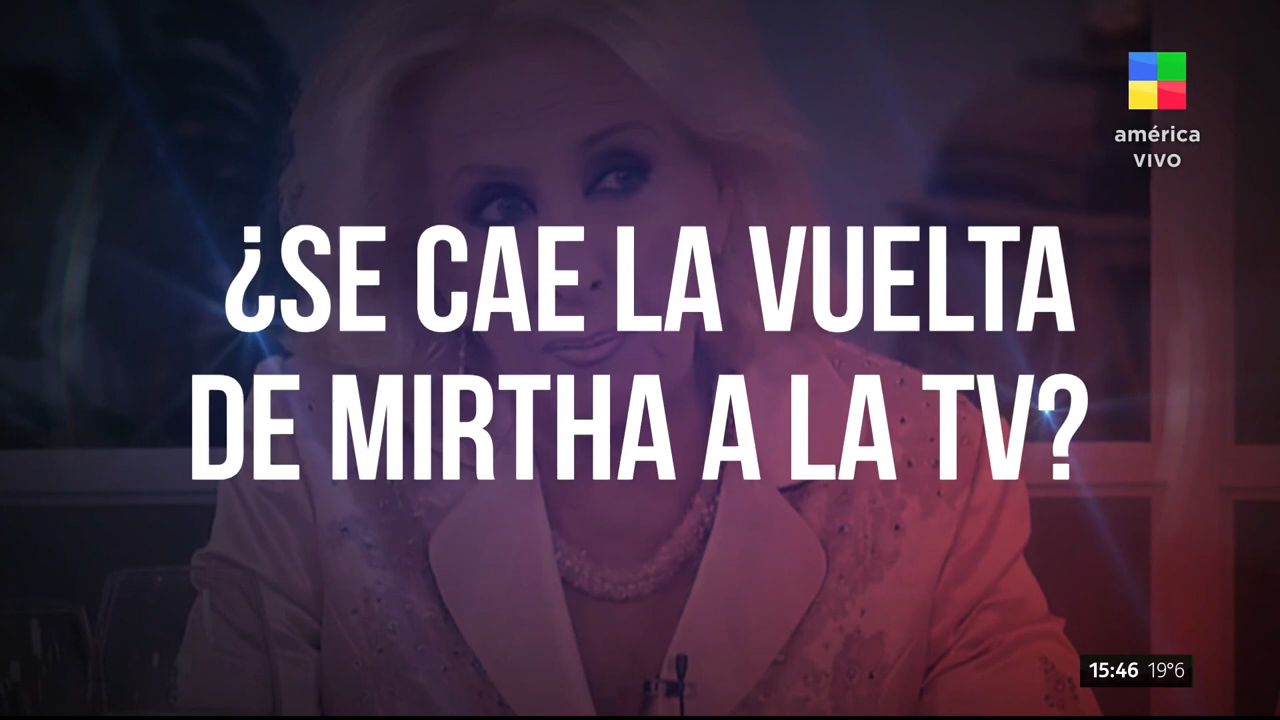 américa
VIVO
¿SE CAE LA VUELTA
DE MIRTHA A LA TV?
15:46 19°6